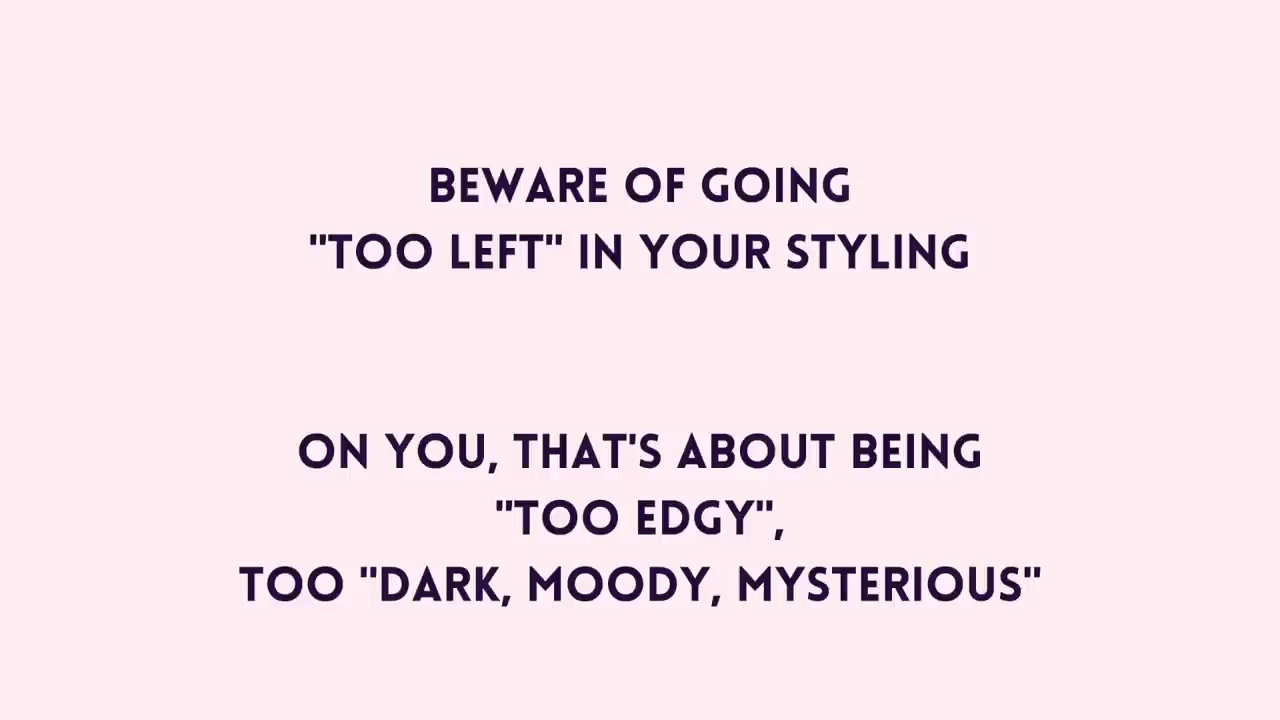 BEWARE OF GOING
"TOO LEFT" IN YOUR STYLING
ON YOU, THAT'S ABOUT BEING
"TOO EDGY",
TOO "DARK, MOODY, MYSTERIOUS"